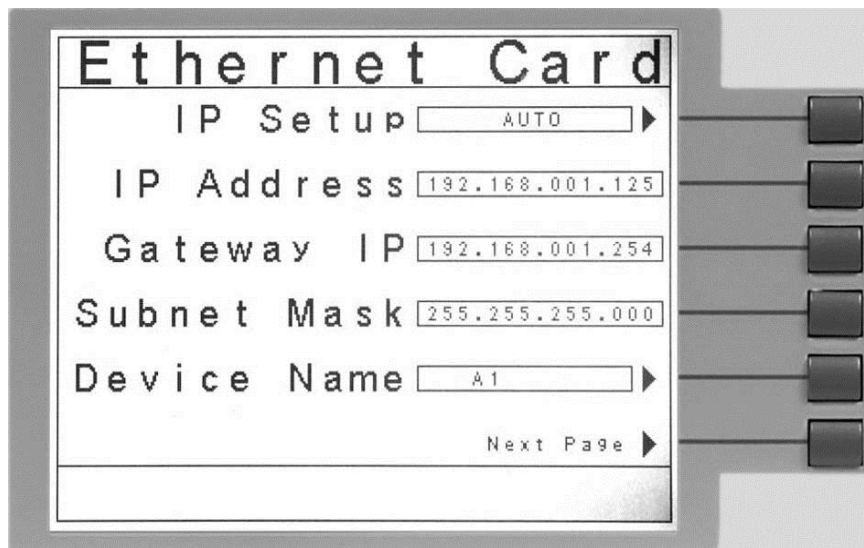 Ethernet Card
IP Setup AUTO
IP Address 192.168.001.125
Gateway IP 192.168.001.254
Subnet Mask 255.255.255.000
Device Name A1
Next Page